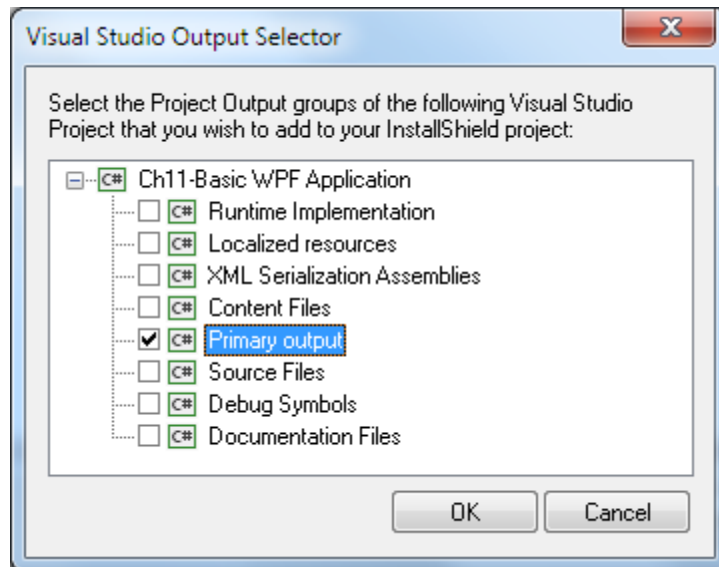 Visual Studio Output Selector
Select the Project Output groups of the following Visual Studio
Project that you wish to add to your InstallShield project:
C# Ch11-Basic WPF Application
C# Runtime Implementation
C# Localized resources
C# XML Serialization Assemblies
C# Content Files
C# Primary output
C# Source Files
C# Debug Symbols
C# Documentation Files
OK Cancel